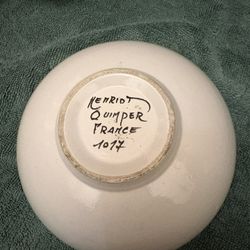 HENRIOT
QUIMPER
FRANCE
1017